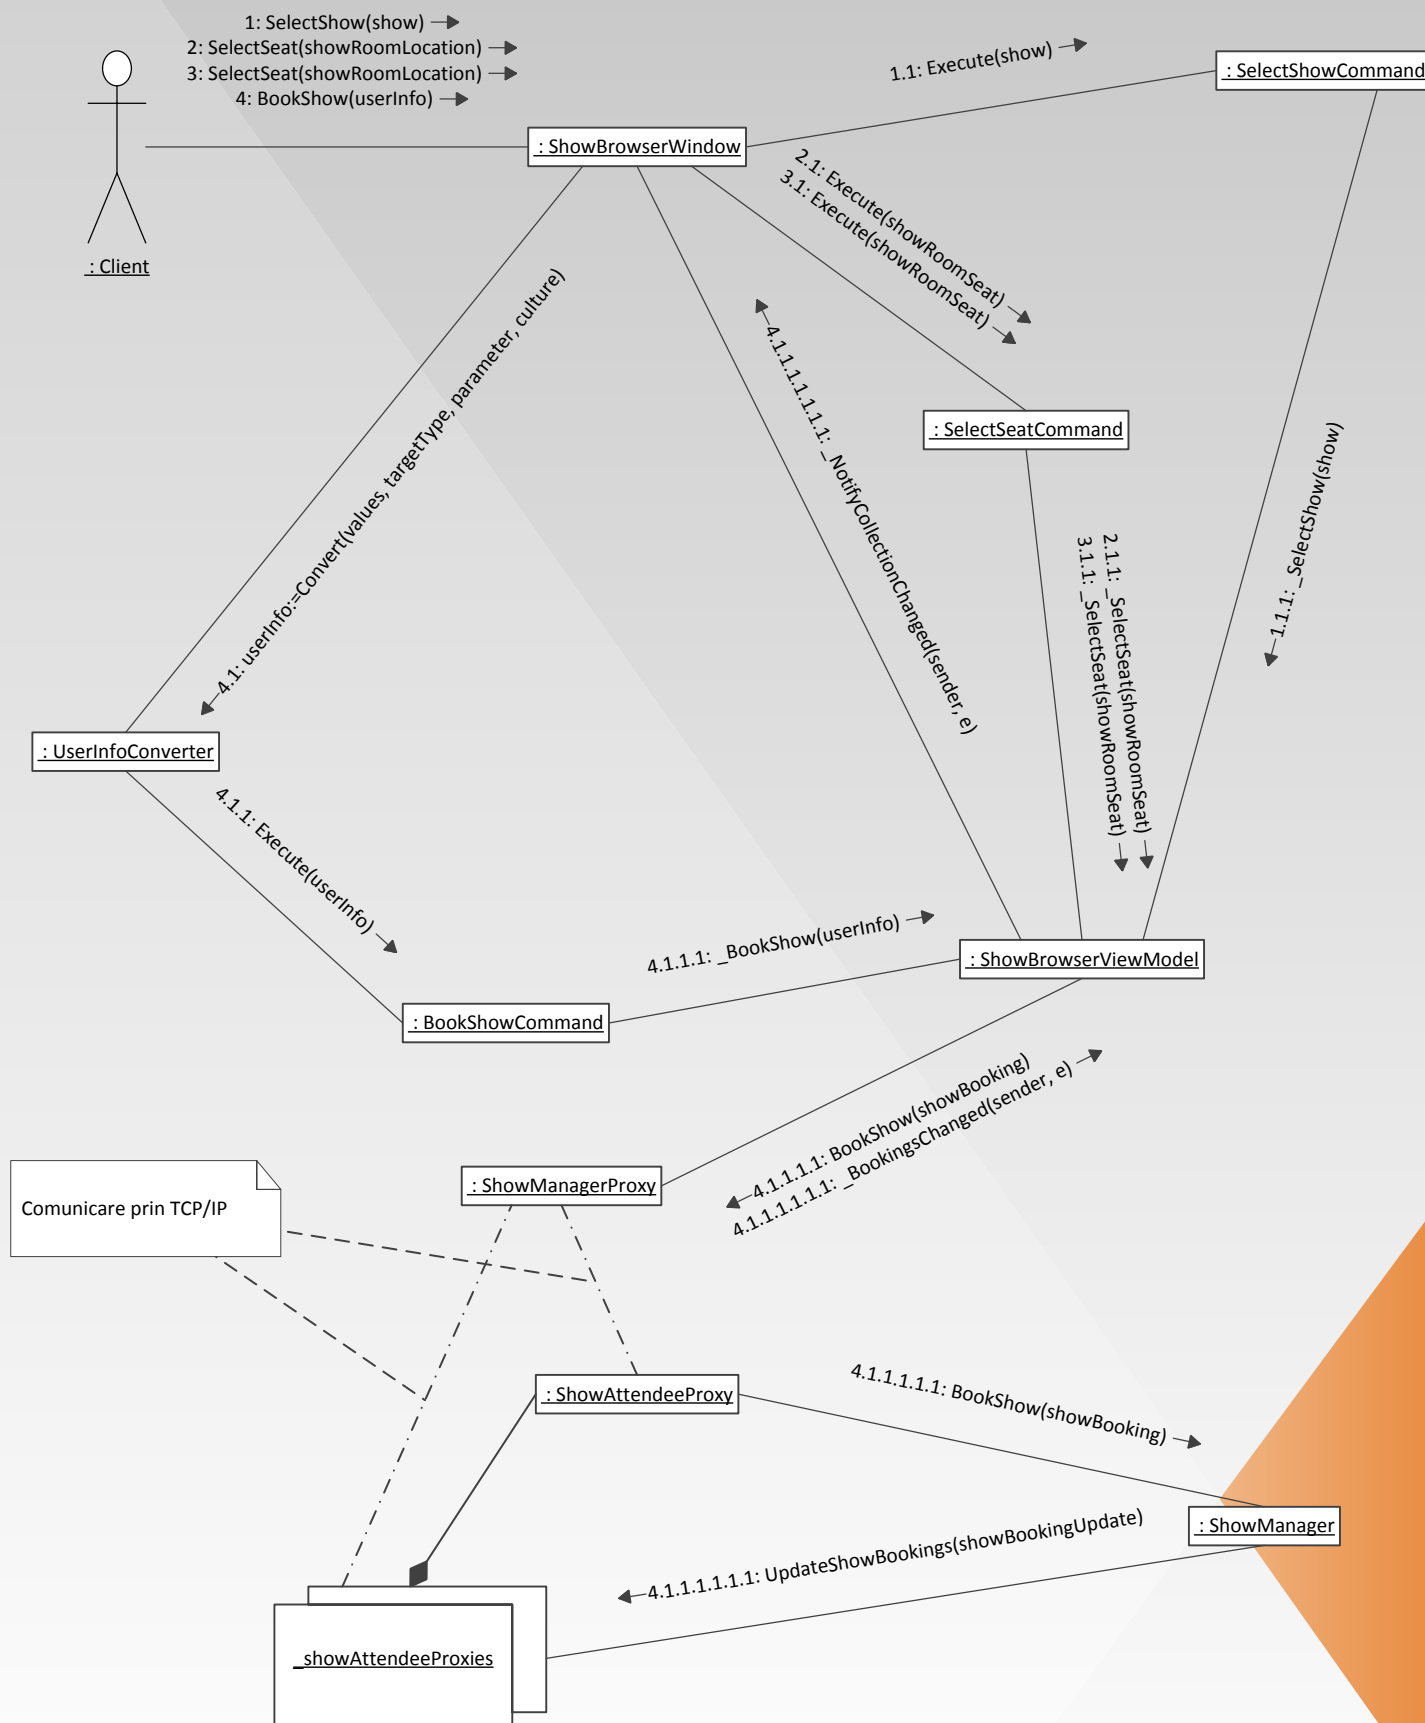 1: SelectShow(show)
2: SelectSeat(showRoomLocation)
3: SelectSeat(showRoomLocation)
4: BookShow(userInfo)
1.1: Execute(show)
: SelectShowCommand
: ShowBrowserWindow
: Client
2.1: Execute(showRoomSeat)
3.1: Execute(showRoomSeat)
4.1: userInfo:=Convert(values, targetType, parameter, culture)
4.1.1.1.1.1.1: _NotifyCollectionChanged(sender, e)
: SelectSeatCommand
1.1.1: _SelectShow(show)
2.1.1: _SelectSeat(showRoomSeat)
3.1.1: _SelectSeat(showRoomSeat)
: UserInfoConverter
4.1.1: Execute(userInfo)
4.1.1.1: _BookShow(userInfo)
: ShowBrowserViewModel
: BookShowCommand
4.1.1.1.1: BookShow(showBooking)
4.1.1.1.1.1.1: _BookingsChanged(sender, e)
: ShowManagerProxy
Comunicare prin TCP/IP
: ShowAttendeeProxy
4.1.1.1.1.1: BookShow(showBooking)
: ShowManager
4.1.1.1.1.1.1: UpdateShowBookings(showBookingUpdate)
_showAttendeeProxies